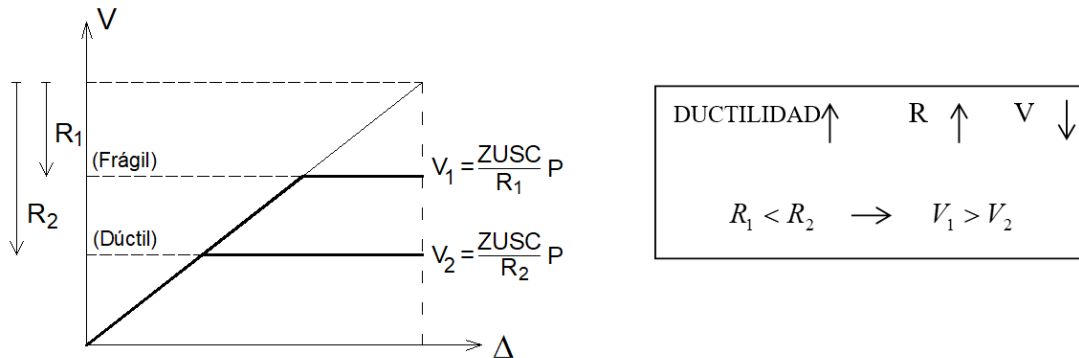 V
R₁
(Frágil)
V₁ = ZUSC/R₁ P
R₂
(Dúctil)
V₂ = ZUSC/R₂ P
Δ
DUCTILIDAD ↑ R ↑ V ↓
R₁ < R₂ → V₁ > V₂